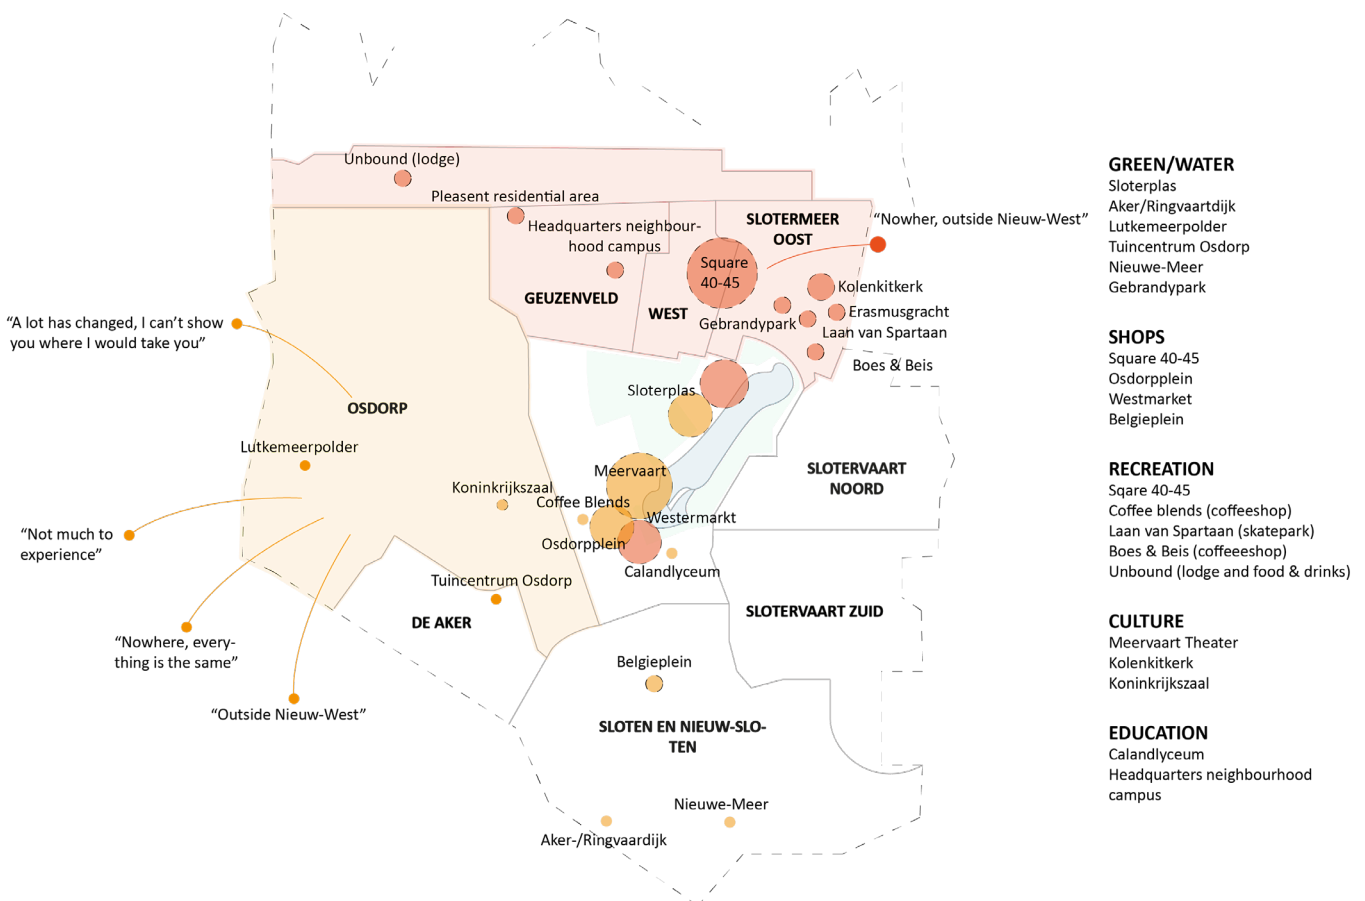 Unbound (lodge)
Pleasent residential area
Headquarters neighbour-
hood campus
GEUZENVELD
WEST
SLOTERMEER
OOST
"Nowher, outside Nieuw-West"
Square
40-45
Kolenkitkerk
Erasmusgracht
Gebrandypark
Laan van Spartaan
Boes & Beis
"A lot has changed, I can't show
you where I would take you"
OSDORP
Sloterplas
Lutkemeerpolder
Meervaart
SLOTERVAART
NOORD
Koninkrijkszaal
Coffee Blends
Westermarkt
"Not much to
experience"
Osdorpplein
Calandlyceum
Tuincentrum Osdorp
DE AKER
SLOTERVAART ZUID
"Nowhere, every-
thing is the same"
Belgieplein
"Outside Nieuw-West"
SLOTEN EN NIEUW-SLO-
TEN
Nieuwe-Meer
Aker-/Ringvaardijk
GREEN/WATER
Sloterplas
Aker/Ringvaartdijk
Lutkemeerpolder
Tuincentrum Osdorp
Nieuwe-Meer
Gebrandypark
SHOPS
Square 40-45
Osdorpplein
Westmarket
Belgieplein
RECREATION
Sqare 40-45
Coffee blends (coffeeshop)
Laan van Spartaan (skatepark)
Boes & Beis (coffeeeshop)
Unbound (lodge and food & drinks)
CULTURE
Meervaart Theater
Kolenkitkerk
Koninkrijkszaal
EDUCATION
Calandlyceum
Headquarters neighbourhood
campus